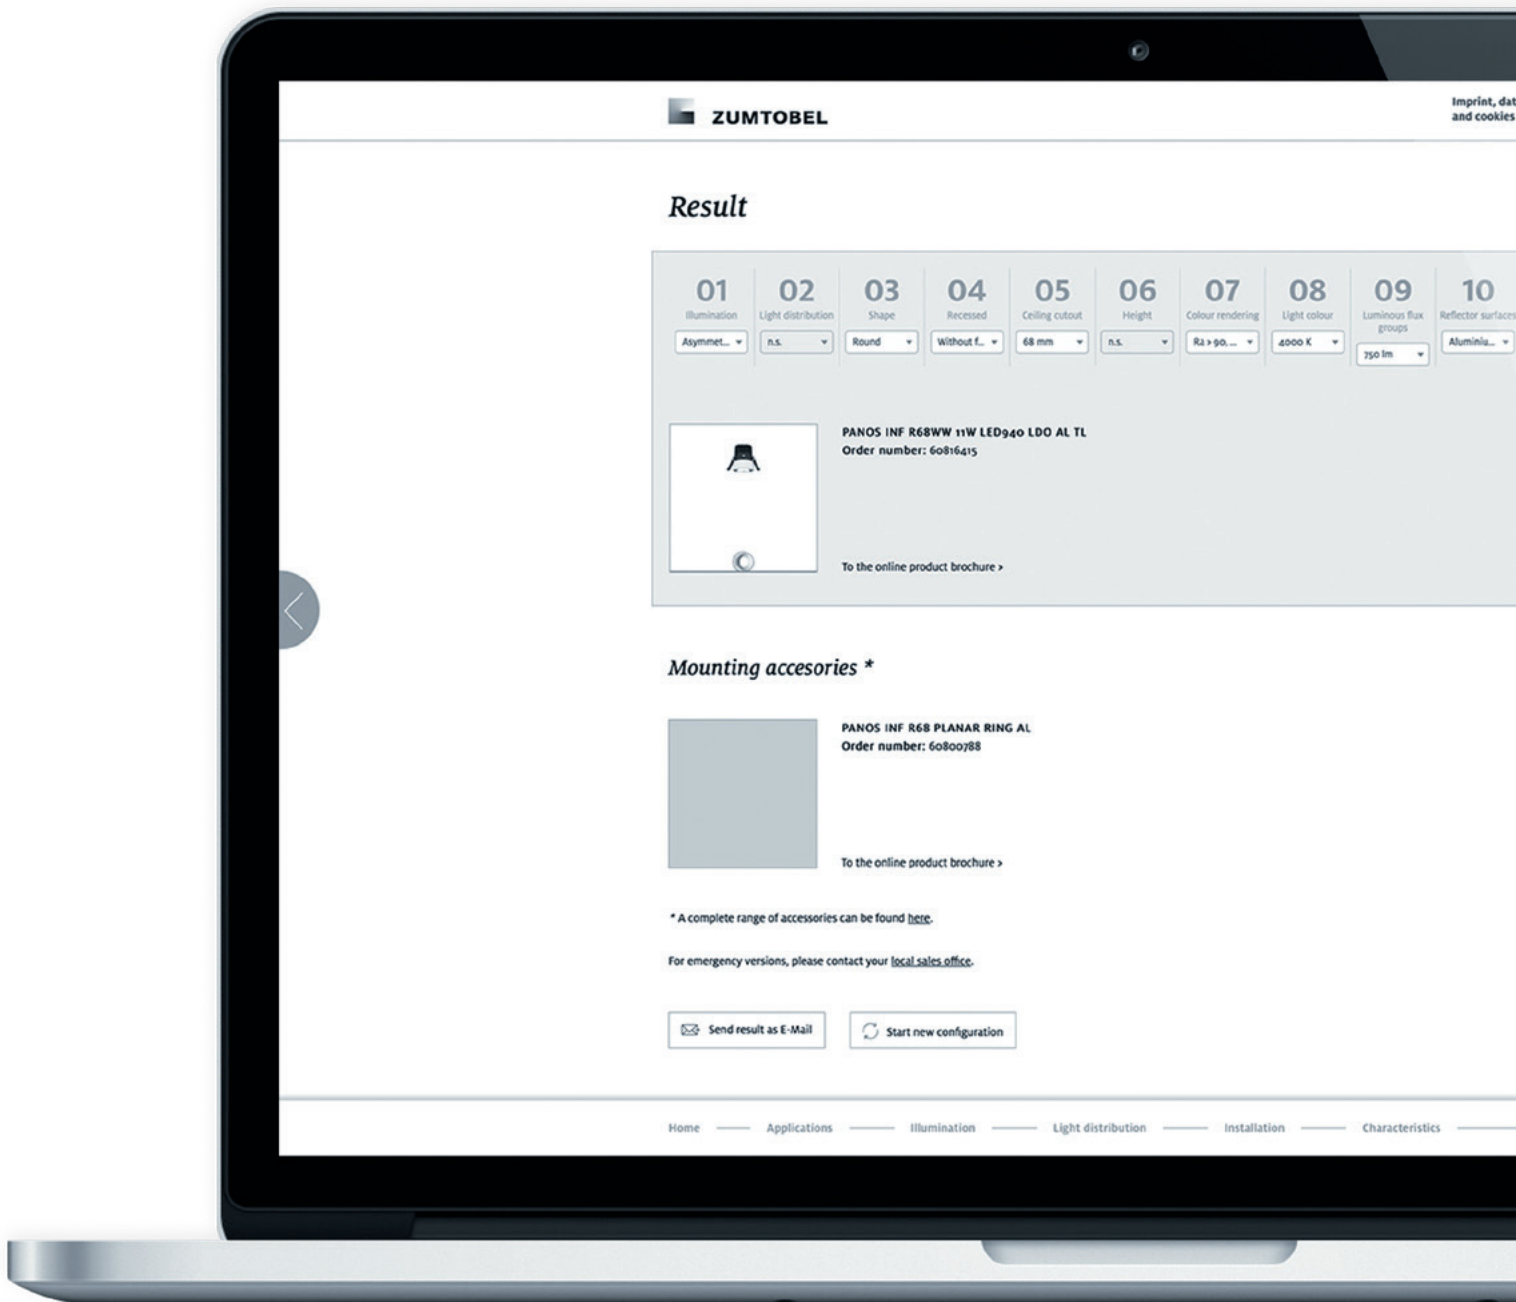 ZUMTOBEL
Imprint, dat
and cookies
Result
01 02 03 04 05 06 07 08 09 10
Illumination Light distribution Shape Recessed Ceiling cutout Height Colour rendering Light colour Luminous flux groups Reflector surfaces
Asymmet... n.s. Round Without f... 68 mm n.s. Ra > 90, ... 4000 K 750 lm Aluminiu...
PANOS INF R68WW 11W LED940 LDO AL TL
Order number: 60816415
To the online product brochure >
Mounting accesories *
PANOS INF R68 PLANAR RING AL
Order number: 60800788
To the online product brochure >
* A complete range of accessories can be found here.
For emergency versions, please contact your local sales office.
Send result as E-Mail Start new configuration
Home Applications Illumination Light distribution Installation Characteristics